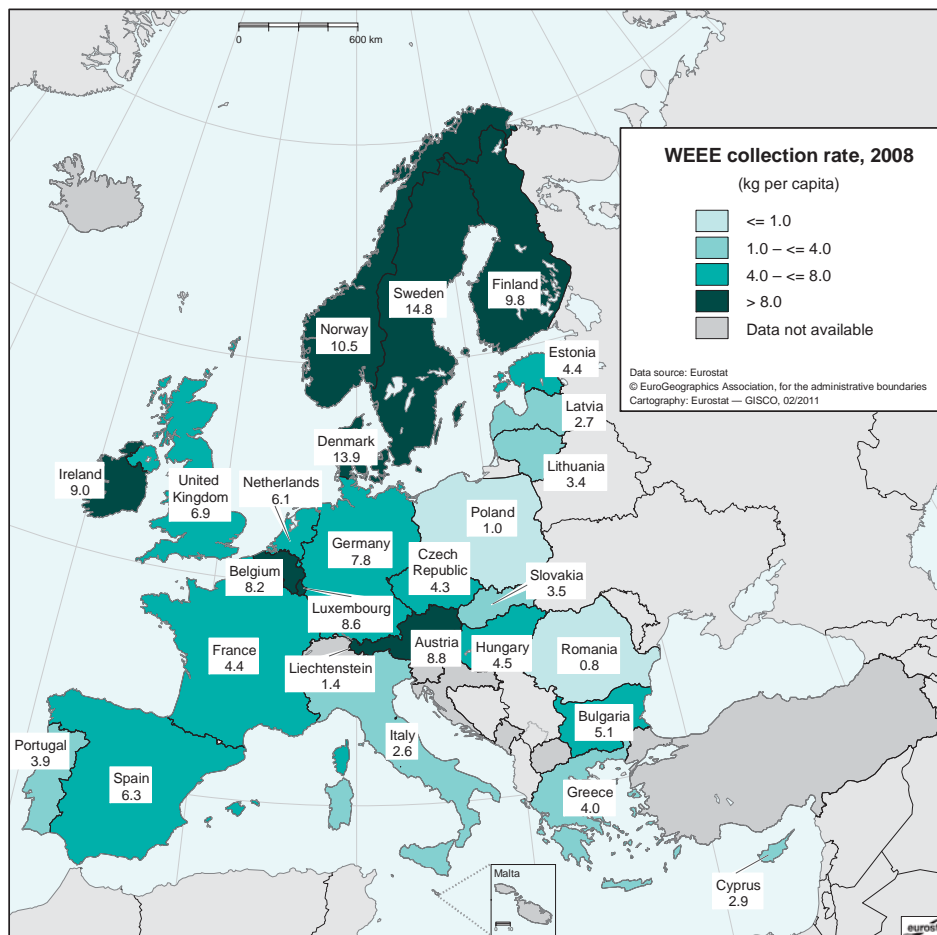 0 600 km
WEEE collection rate, 2008
(kg per capita)
<= 1.0
1.0 – <= 4.0
4.0 – <= 8.0
> 8.0
Data not available
Data source: Eurostat
© EuroGeographics Association, for the administrative boundaries
Cartography: Eurostat — GISCO, 02/2011
Finland
9.8
Sweden
14.8
Norway
10.5
Estonia
4.4
Latvia
2.7
Denmark
13.9
Lithuania
3.4
Ireland
9.0
United
Kingdom
6.9
Netherlands
6.1
Poland
1.0
Germany
7.8
Czech
Republic
4.3
Belgium
8.2
Slovakia
3.5
Luxembourg
8.6
France
4.4
Liechtenstein
1.4
Austria
8.8
Hungary
4.5
Romania
0.8
Bulgaria
5.1
Portugal
3.9
Italy
2.6
Spain
6.3
Greece
4.0
Malta
Cyprus
2.9
eurost